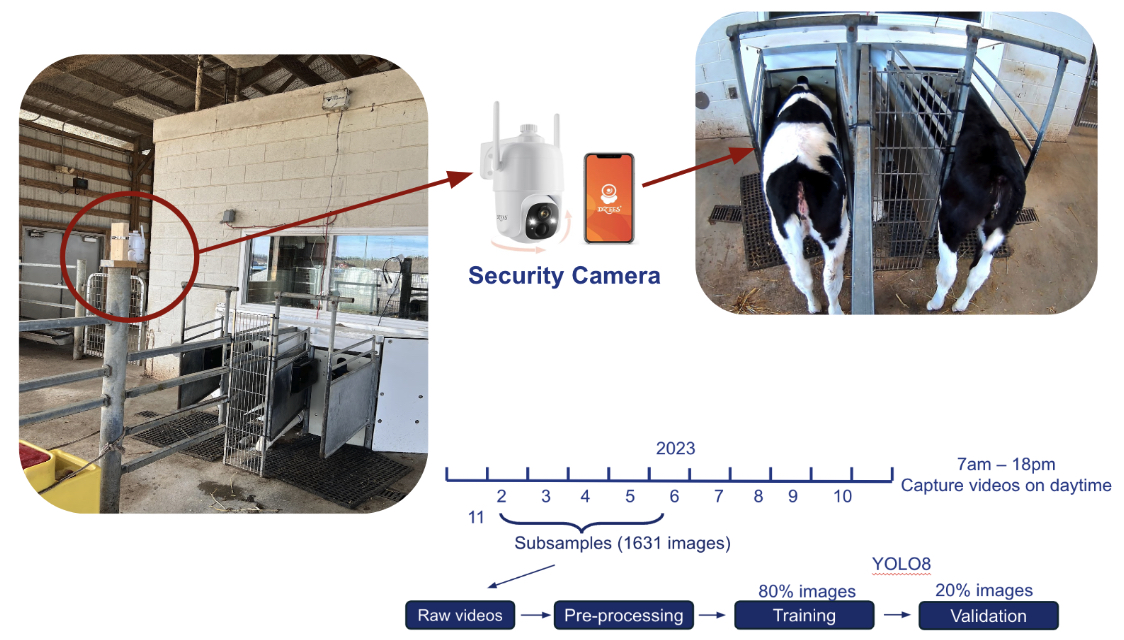 Security Camera
2023
7am – 18pm
Capture videos on daytime
2 3 4 5 6 7 8 9 10
11
Subsamples (1631 images)
YOLO8
80% images 20% images
Raw videos Pre-processing Training Validation